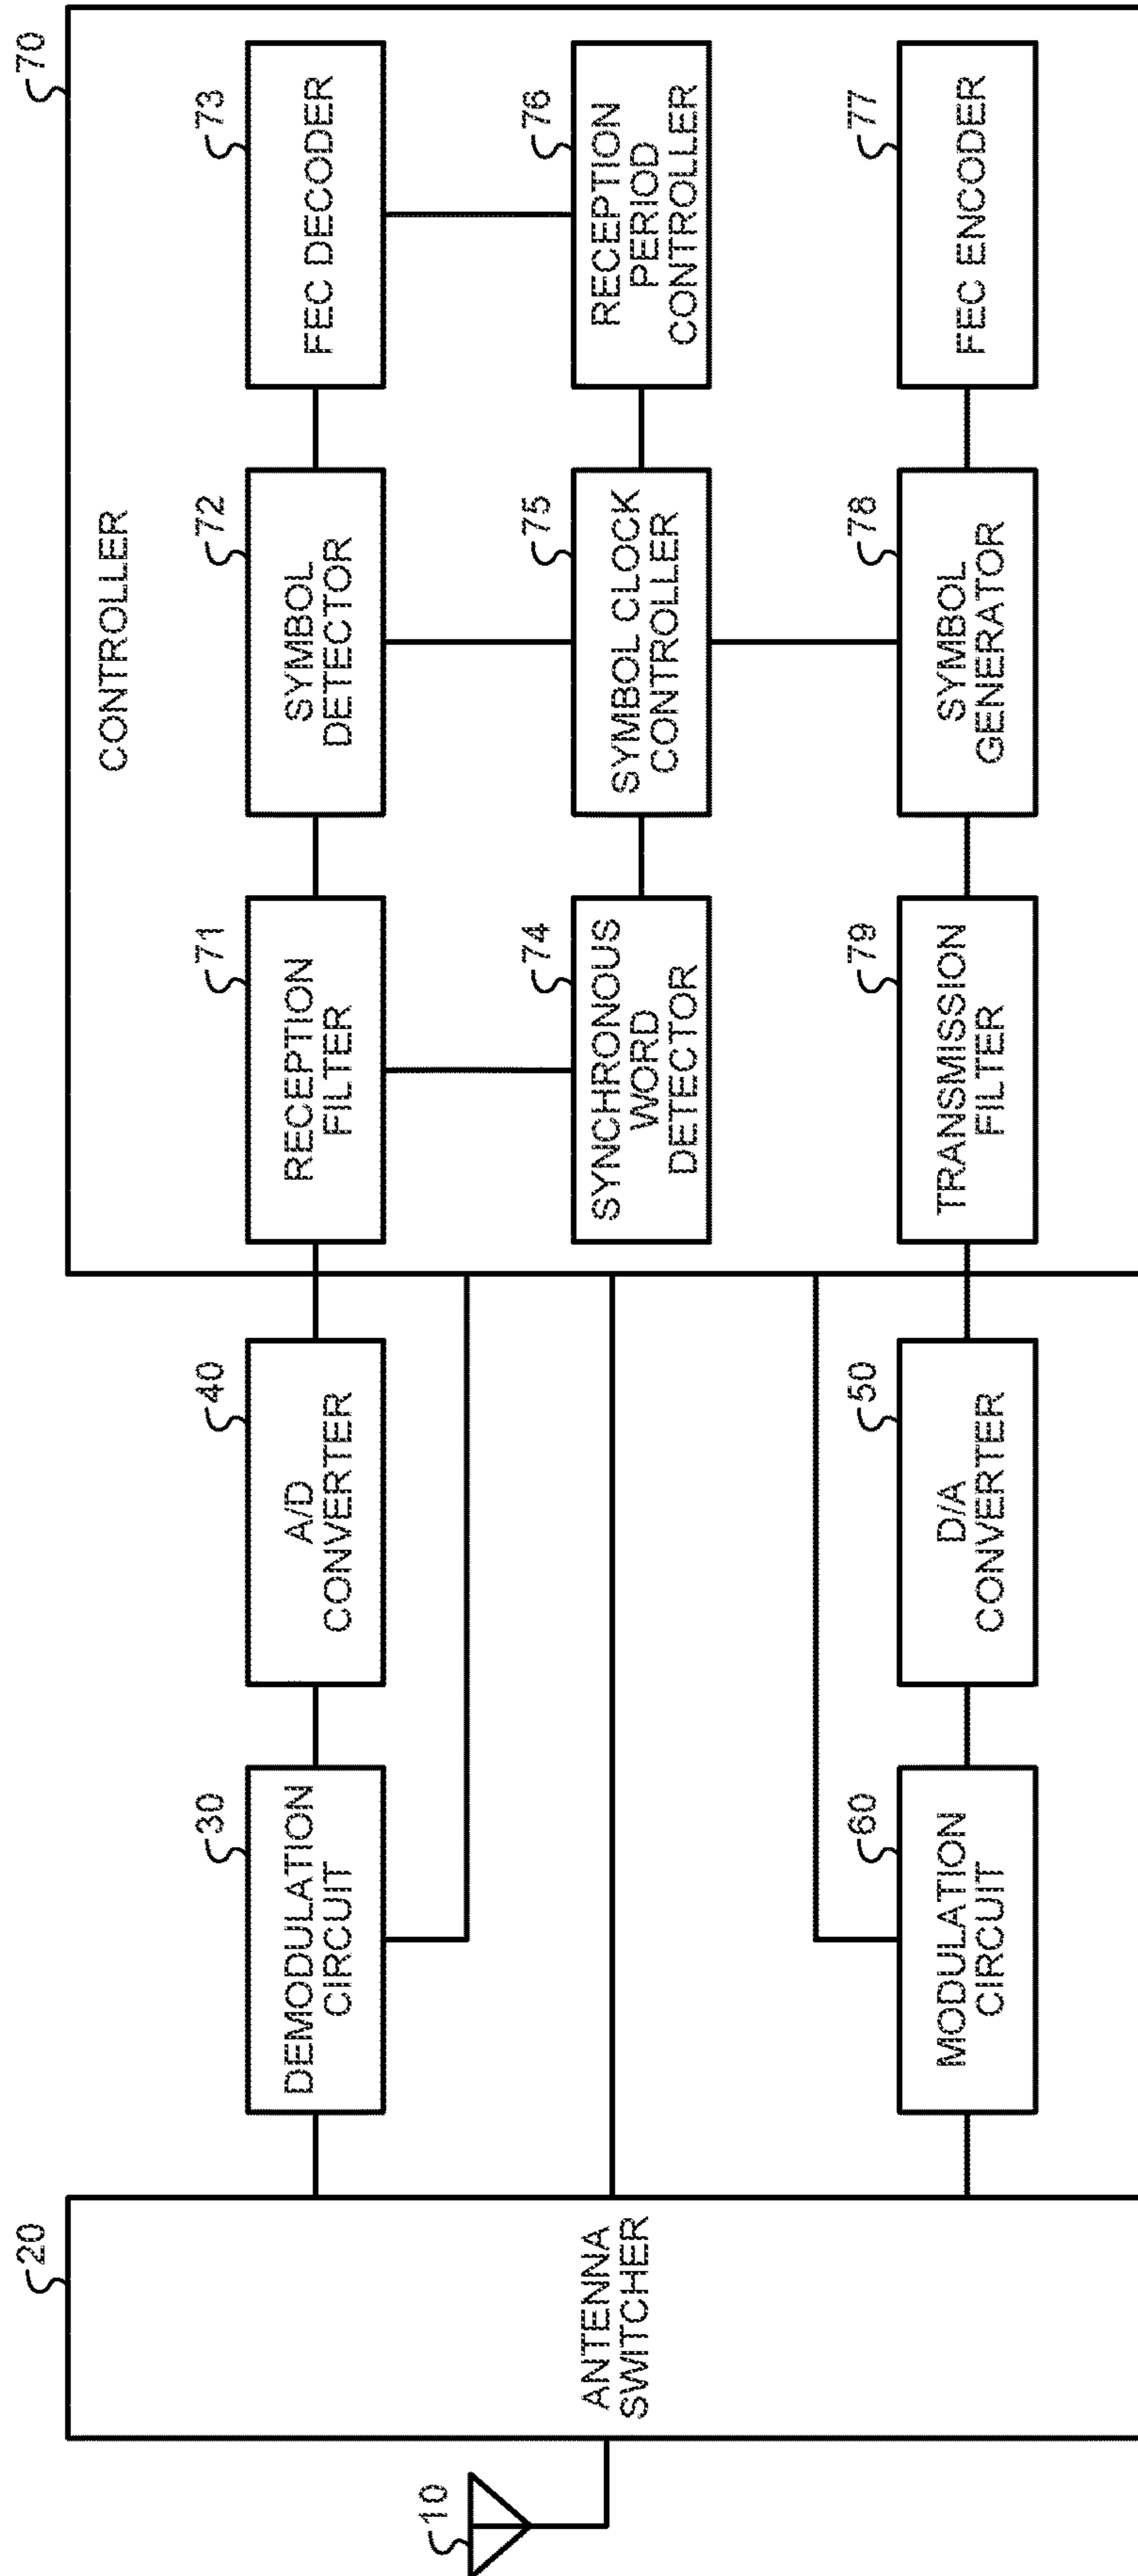 70
CONTROLLER
73
FEC DECODER
76
RECEPTION
PERIOD
CONTROLLER
77
FEC ENCODER
72
SYMBOL
DETECTOR
75
SYMBOL CLOCK
CONTROLLER
78
SYMBOL
GENERATOR
71
RECEPTION
FILTER
74
SYNCHRONOUS
WORD
DETECTOR
79
TRANSMISSION
FILTER
40
A/D
CONVERTER
50
D/A
CONVERTER
30
DEMODULATION
CIRCUIT
60
MODULATION
CIRCUIT
20
ANTENNA
SWITCHER
10